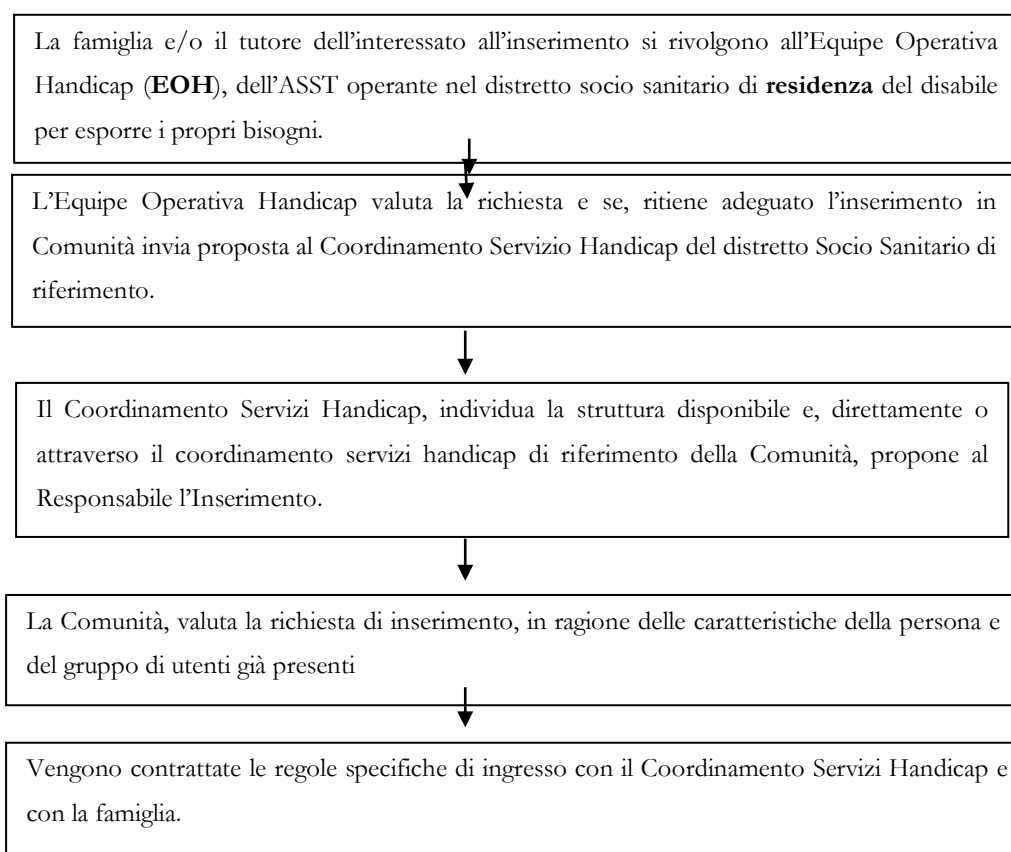 La famiglia e/o il tutore dell’interessato all’inserimento si rivolgono all’Equipe Operativa
Handicap (EOH), dell’ASST operante nel distretto socio sanitario di residenza del disabile
per esporre i propri bisogni.
L’Equipe Operativa Handicap valuta la richiesta e se, ritiene adeguato l’inserimento in
Comunità invia proposta al Coordinamento Servizio Handicap del distretto Socio Sanitario di
riferimento.
Il Coordinamento Servizi Handicap, individua la struttura disponibile e, direttamente o
attraverso il coordinamento servizi handicap di riferimento della Comunità, propone al
Responsabile l’Inserimento.
La Comunità, valuta la richiesta di inserimento, in ragione delle caratteristiche della persona e
del gruppo di utenti già presenti
Vengono contrattate le regole specifiche di ingresso con il Coordinamento Servizi Handicap e
con la famiglia.